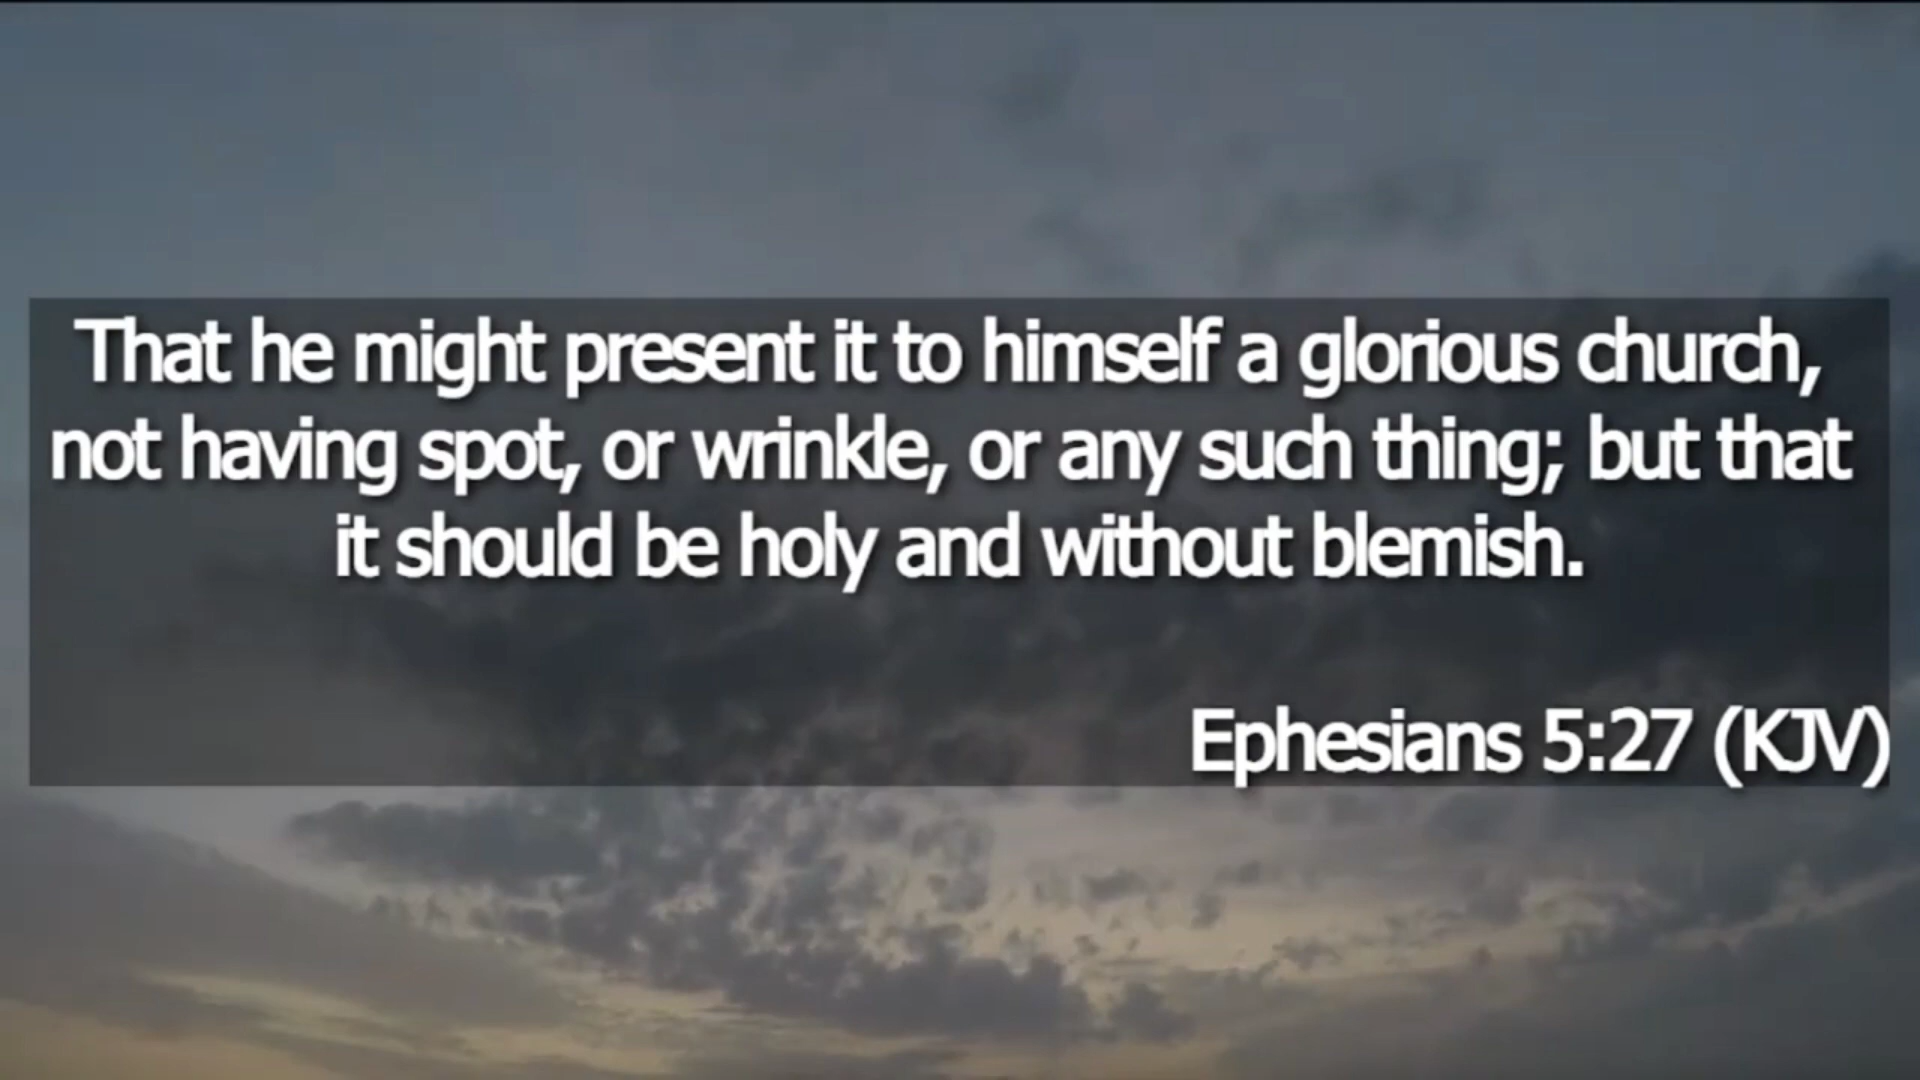 That he might present it to himself a glorious church,
not having spot, or wrinkle, or any such thing; but that
it should be holy and without blemish.
Ephesians 5:27 (KJV)